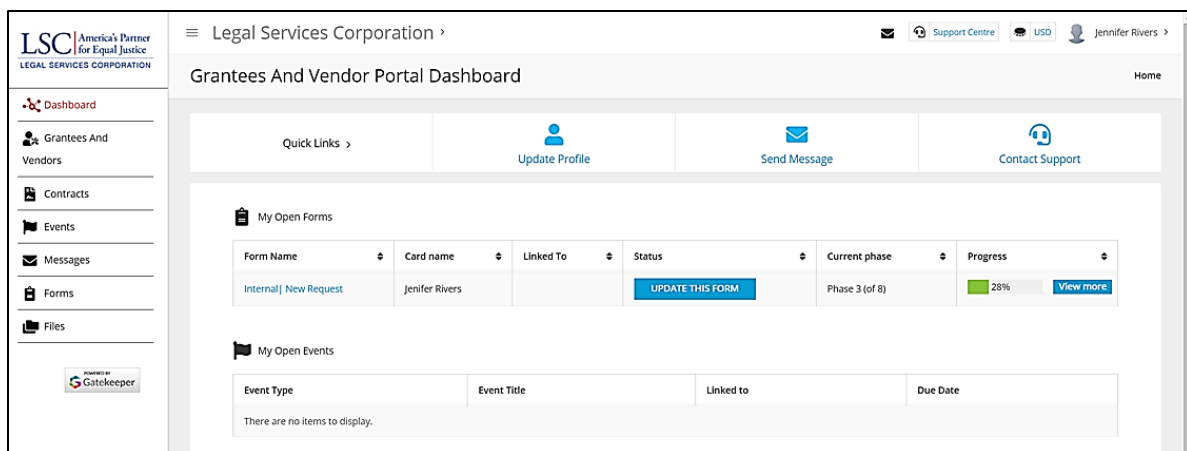 LSC America's Partner
for Equal Justice
LEGAL SERVICES CORPORATION
Dashboard
Grantees And
Vendors
Contracts
Events
Messages
Forms
Files
POWERED BY
Gatekeeper
Legal Services Corporation ›
Support Centre
USD
Jennifer Rivers >
Grantees And Vendor Portal Dashboard
Home
Quick Links >
Update Profile
Send Message
Contact Support
My Open Forms
Form Name Card name Linked To Status Current phase Progress
Internal| New Request Jenifer Rivers UPDATE THIS FORM Phase 3 (of 8) 28% View more
My Open Events
Event Type Event Title Linked to Due Date
There are no items to display.